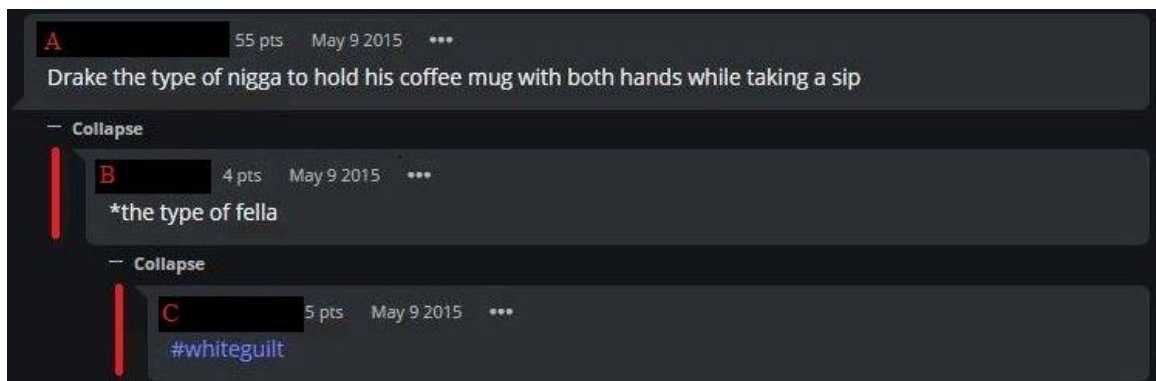 A 55 pts May 9 2015 •••
Drake the type of nigga to hold his coffee mug with both hands while taking a sip
— Collapse
B 4 pts May 9 2015 •••
*the type of fella
— Collapse
C 5 pts May 9 2015 •••
#whiteguilt